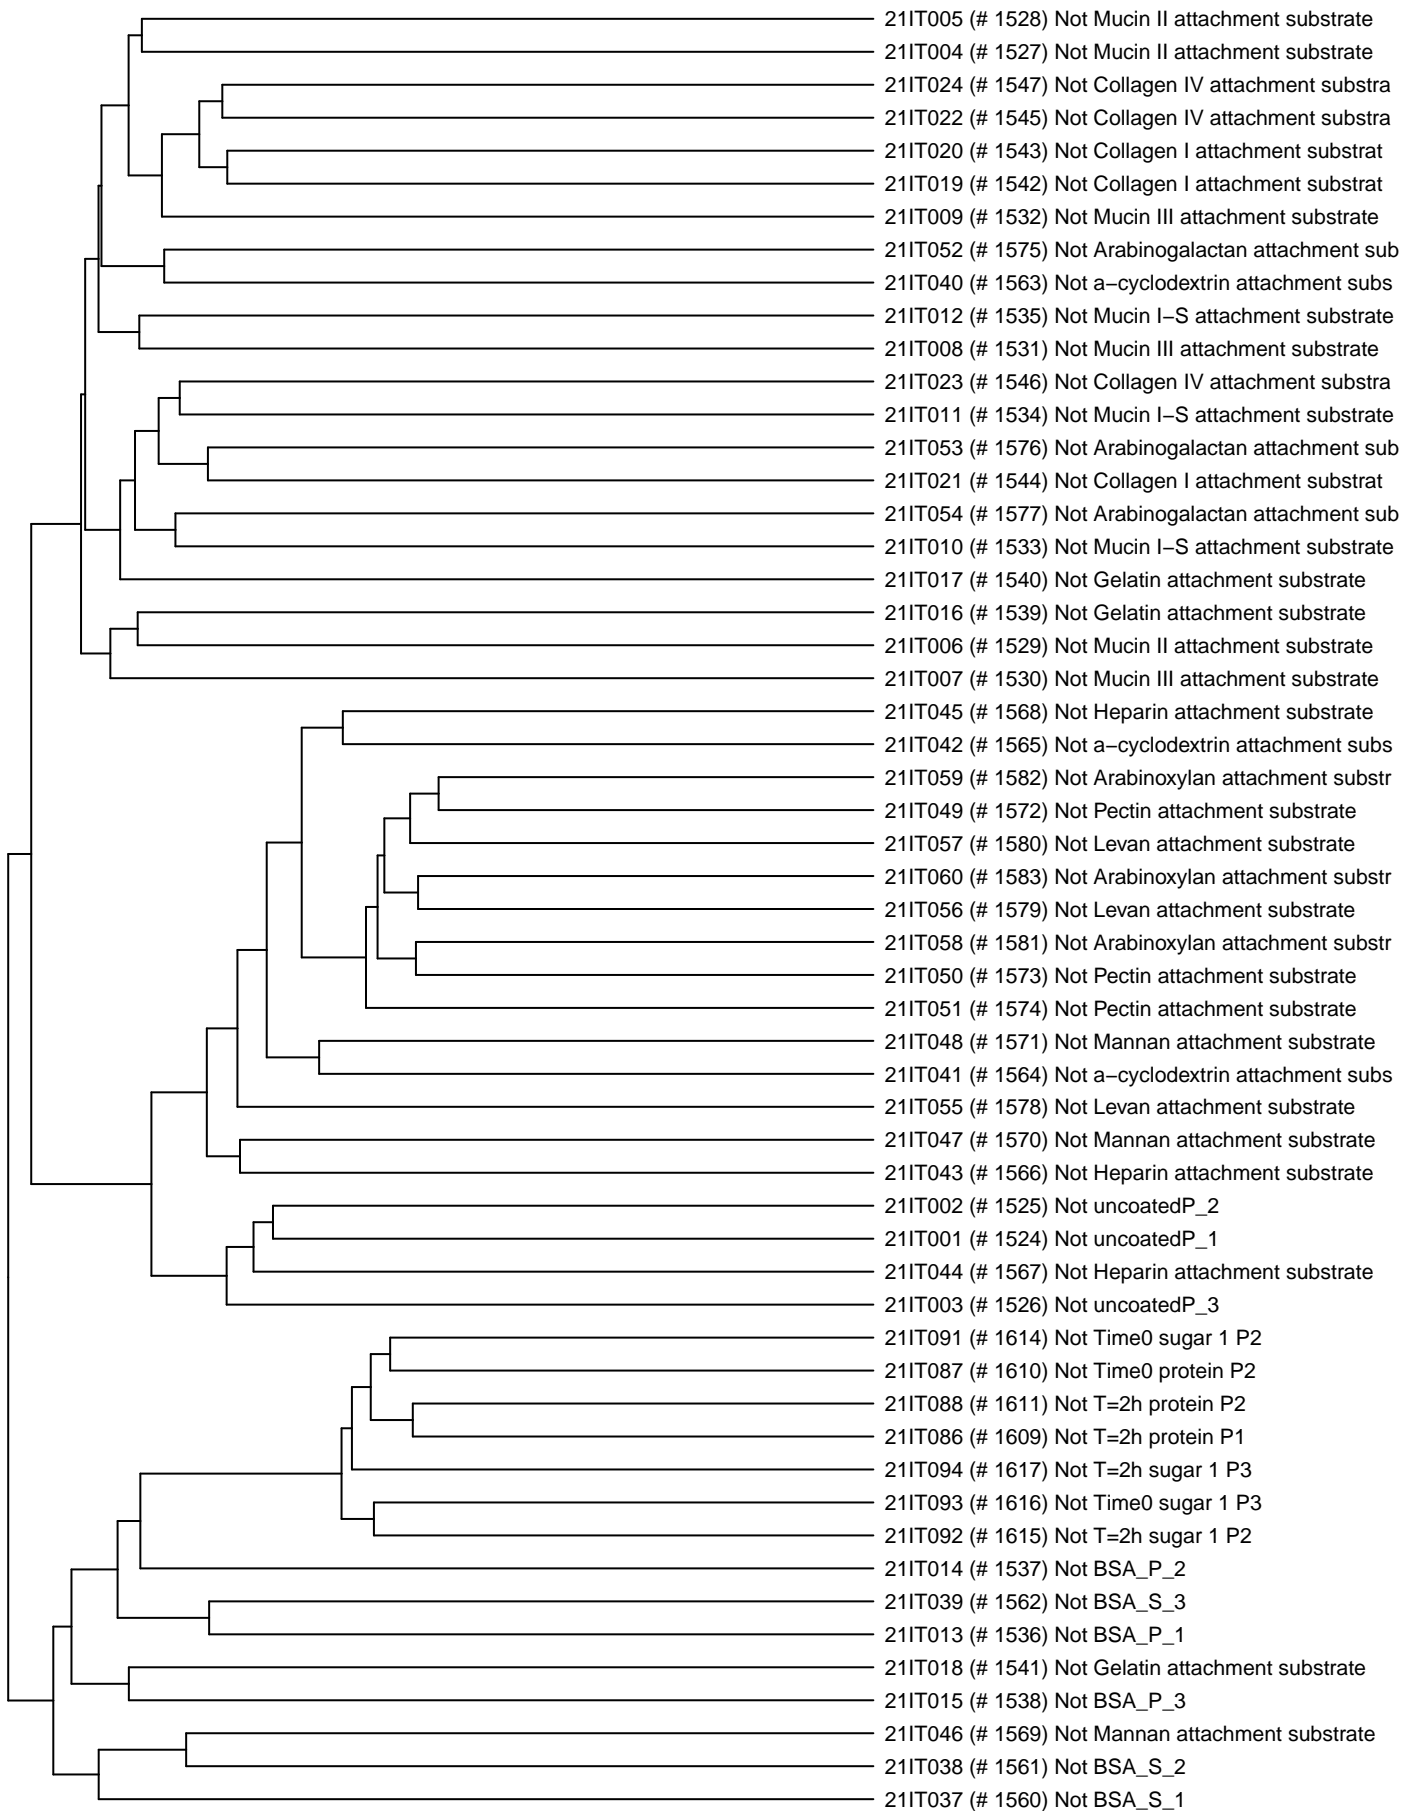 21IT005 (# 1528) Not Mucin II attachment substrate
21IT004 (# 1527) Not Mucin II attachment substrate
21IT024 (# 1547) Not Collagen IV attachment substra
21IT022 (# 1545) Not Collagen IV attachment substra
21IT020 (# 1543) Not Collagen I attachment substrat
21IT019 (# 1542) Not Collagen I attachment substrat
21IT009 (# 1532) Not Mucin III attachment substrate
21IT052 (# 1575) Not Arabinogalactan attachment sub
21IT040 (# 1563) Not a−cyclodextrin attachment subs
21IT012 (# 1535) Not Mucin I−S attachment substrate
21IT008 (# 1531) Not Mucin III attachment substrate
21IT023 (# 1546) Not Collagen IV attachment substra
21IT011 (# 1534) Not Mucin I−S attachment substrate
21IT053 (# 1576) Not Arabinogalactan attachment sub
21IT021 (# 1544) Not Collagen I attachment substrat
21IT054 (# 1577) Not Arabinogalactan attachment sub
21IT010 (# 1533) Not Mucin I−S attachment substrate
21IT017 (# 1540) Not Gelatin attachment substrate
21IT016 (# 1539) Not Gelatin attachment substrate
21IT006 (# 1529) Not Mucin II attachment substrate
21IT007 (# 1530) Not Mucin III attachment substrate
21IT045 (# 1568) Not Heparin attachment substrate
21IT042 (# 1565) Not a−cyclodextrin attachment subs
21IT059 (# 1582) Not Arabinoxylan attachment substr
21IT049 (# 1572) Not Pectin attachment substrate
21IT057 (# 1580) Not Levan attachment substrate
21IT060 (# 1583) Not Arabinoxylan attachment substr
21IT056 (# 1579) Not Levan attachment substrate
21IT058 (# 1581) Not Arabinoxylan attachment substr
21IT050 (# 1573) Not Pectin attachment substrate
21IT051 (# 1574) Not Pectin attachment substrate
21IT048 (# 1571) Not Mannan attachment substrate
21IT041 (# 1564) Not a−cyclodextrin attachment subs
21IT055 (# 1578) Not Levan attachment substrate
21IT047 (# 1570) Not Mannan attachment substrate
21IT043 (# 1566) Not Heparin attachment substrate
21IT002 (# 1525) Not uncoatedP_2
21IT001 (# 1524) Not uncoatedP_1
21IT044 (# 1567) Not Heparin attachment substrate
21IT003 (# 1526) Not uncoatedP_3
21IT091 (# 1614) Not Time0 sugar 1 P2
21IT087 (# 1610) Not Time0 protein P2
21IT088 (# 1611) Not T=2h protein P2
21IT086 (# 1609) Not T=2h protein P1
21IT094 (# 1617) Not T=2h sugar 1 P3
21IT093 (# 1616) Not Time0 sugar 1 P3
21IT092 (# 1615) Not T=2h sugar 1 P2
21IT014 (# 1537) Not BSA_P_2
21IT039 (# 1562) Not BSA_S_3
21IT013 (# 1536) Not BSA_P_1
21IT018 (# 1541) Not Gelatin attachment substrate
21IT015 (# 1538) Not BSA_P_3
21IT046 (# 1569) Not Mannan attachment substrate
21IT038 (# 1561) Not BSA_S_2
21IT037 (# 1560) Not BSA_S_1